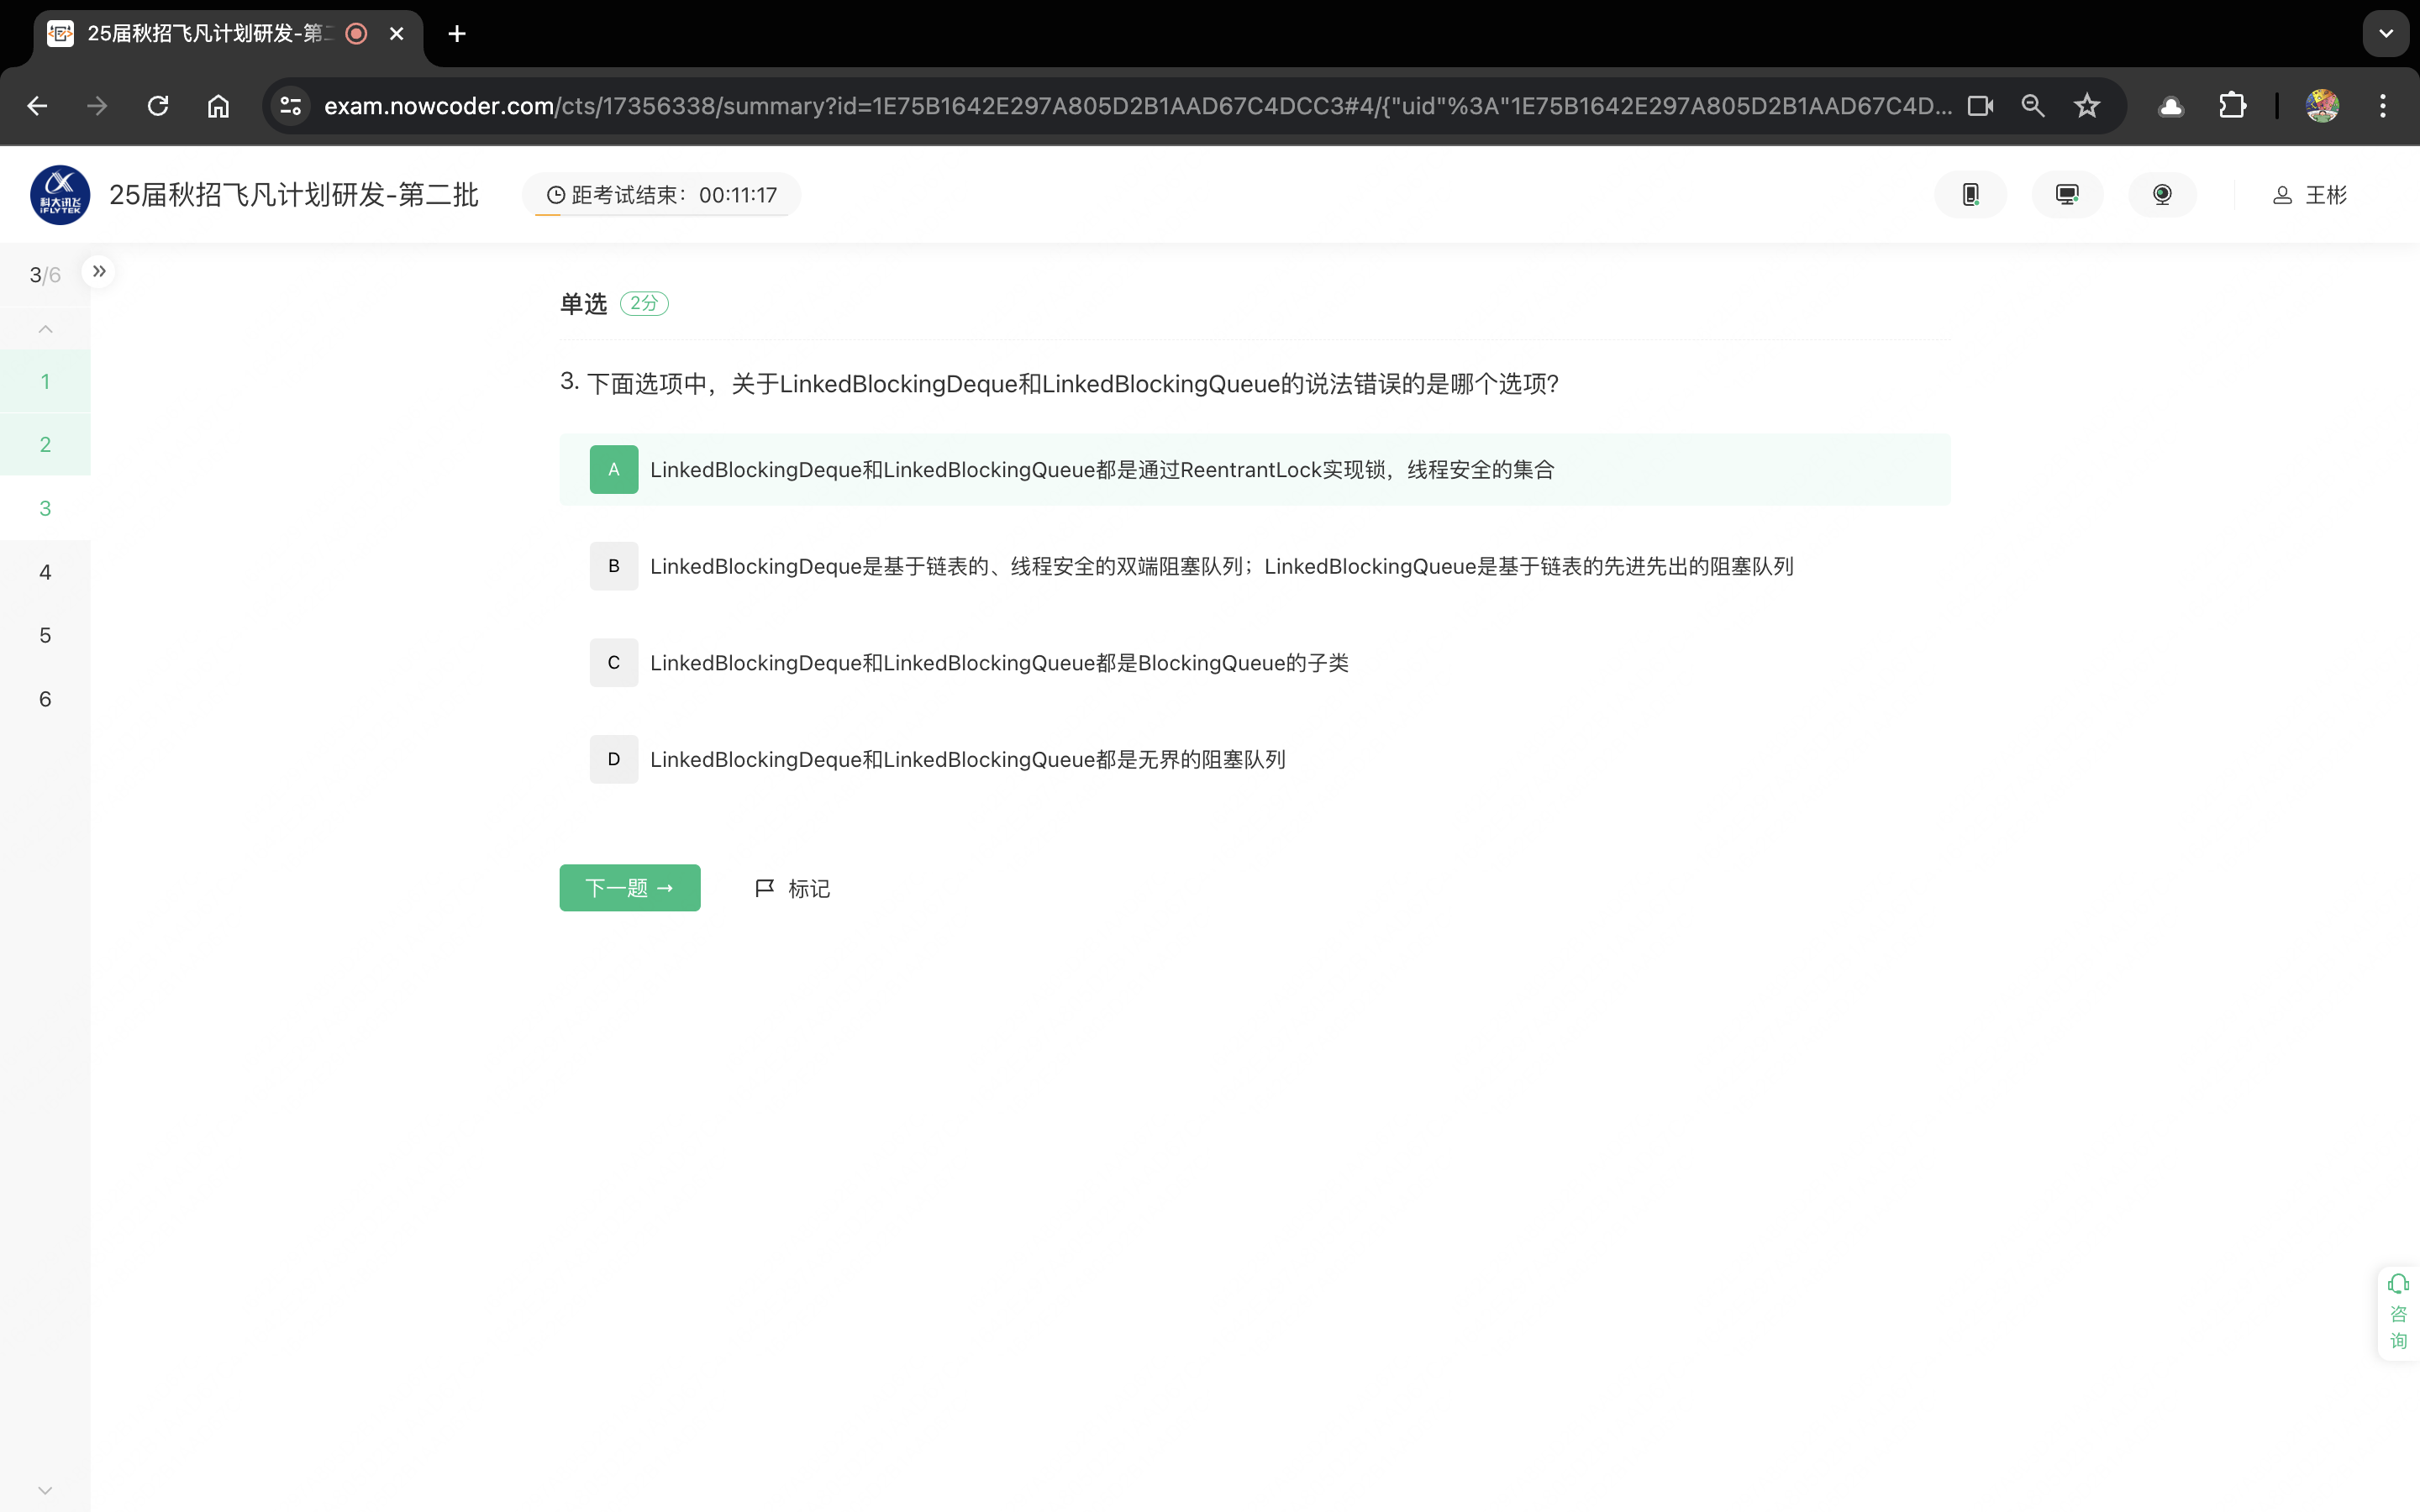 25届秋招飞凡计划研发-第二
exam.nowcoder.com/cts/17356338/summary?id=1E75B1642E297A805D2B1AAD67C4DCC3#4/{"uid"%3A"1E75B1642E297A805D2B1AAD67C4D...
科大讯飞
iFLYTEK
25届秋招飞凡计划研发-第二批
距考试结束：00:11:17
王彬
3/6
1
2
3
4
5
6
单选 2分
3. 下面选项中，关于LinkedBlockingDeque和LinkedBlockingQueue的说法错误的是哪个选项?
A LinkedBlockingDeque和LinkedBlockingQueue都是通过ReentrantLock实现锁，线程安全的集合
B LinkedBlockingDeque是基于链表的、线程安全的双端阻塞队列；LinkedBlockingQueue是基于链表的先进先出的阻塞队列
C LinkedBlockingDeque和LinkedBlockingQueue都是BlockingQueue的子类
D LinkedBlockingDeque和LinkedBlockingQueue都是无界的阻塞队列
下一题 →
标记
咨
询